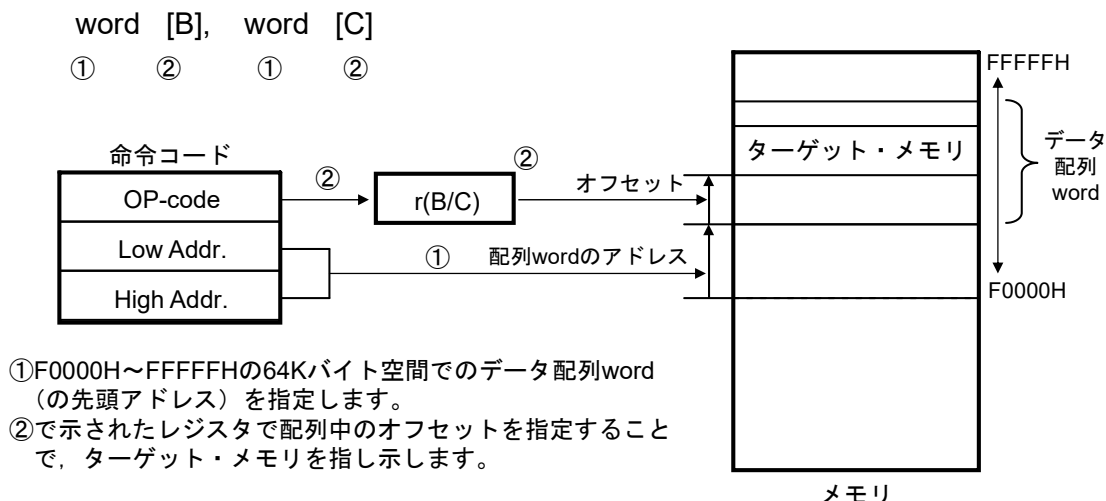 word [B], word [C]
① ② ① ②
命令コード
OP-code
Low Addr.
High Addr.
②
r(B/C)
②
オフセット
①
配列wordのアドレス
FFFFFH
ターゲット・メモリ
データ
配列
word
F0000H
メモリ
①F0000H～FFFFFHの64Kバイト空間でのデータ配列word
（の先頭アドレス）を指定します。
②で示されたレジスタで配列中のオフセットを指定すること
で，ターゲット・メモリを指し示します。